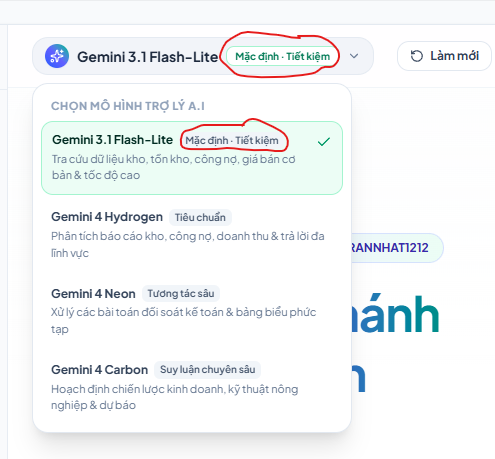 Gemini 3.1 Flash-Lite Mặc định · Tiết kiệm
Làm mới
CHỌN MÔ HÌNH TRỢ LÝ A.I
Gemini 3.1 Flash-Lite Mặc định · Tiết kiệm
Tra cứu dữ liệu kho, tồn kho, công nợ, giá bán cơ
bản & tốc độ cao
Gemini 4 Hydrogen Tiêu chuẩn
Phân tích báo cáo kho, công nợ, doanh thu & trả lời đa
lĩnh vực
RANNHAT1212
Gemini 4 Neon Tương tác sâu
Xử lý các bài toán đối soát kế toán & bảng biểu phức
tạp
ánh
Gemini 4 Carbon Suy luận chuyên sâu
Hoạch định chiến lược kinh doanh, kỹ thuật nông
nghiệp & dự báo
n